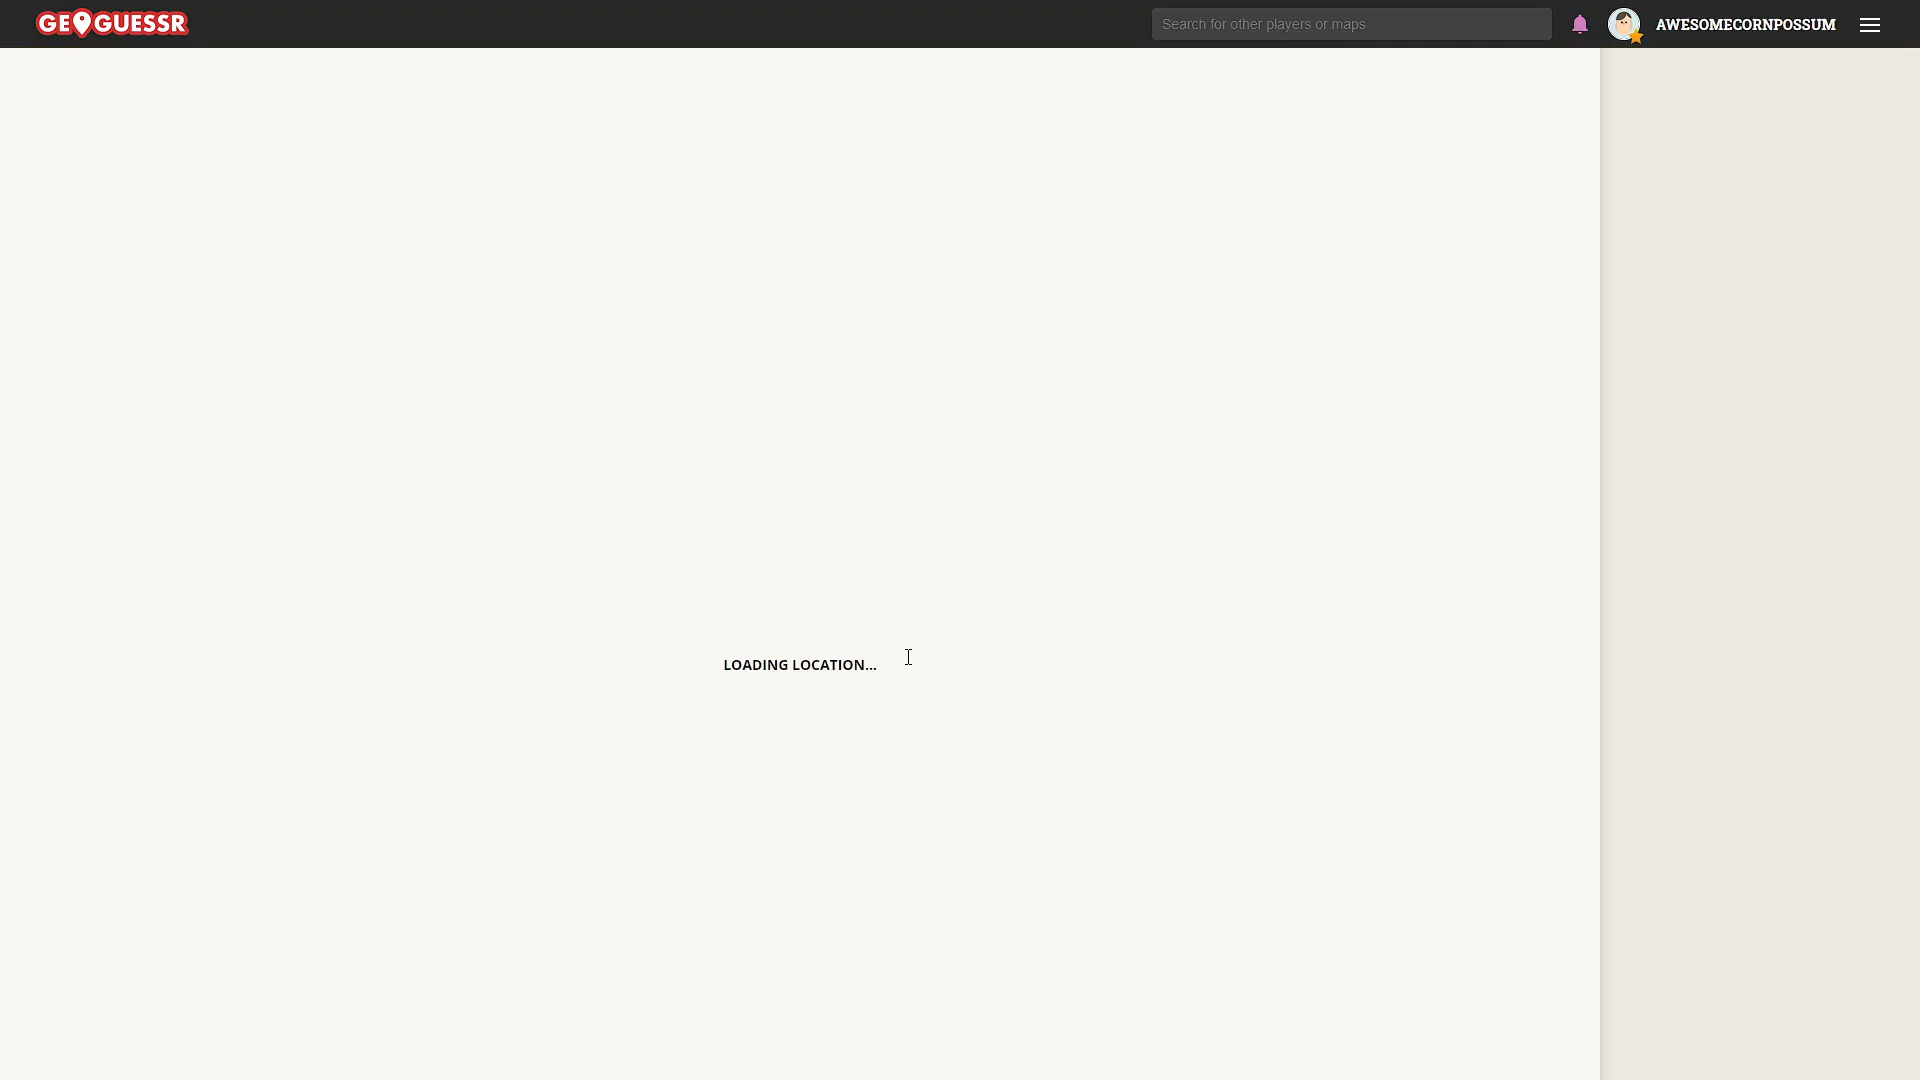 GEOGUESSR
Search for other players or maps
AWESOMECORNPOSSUM
LOADING LOCATION...